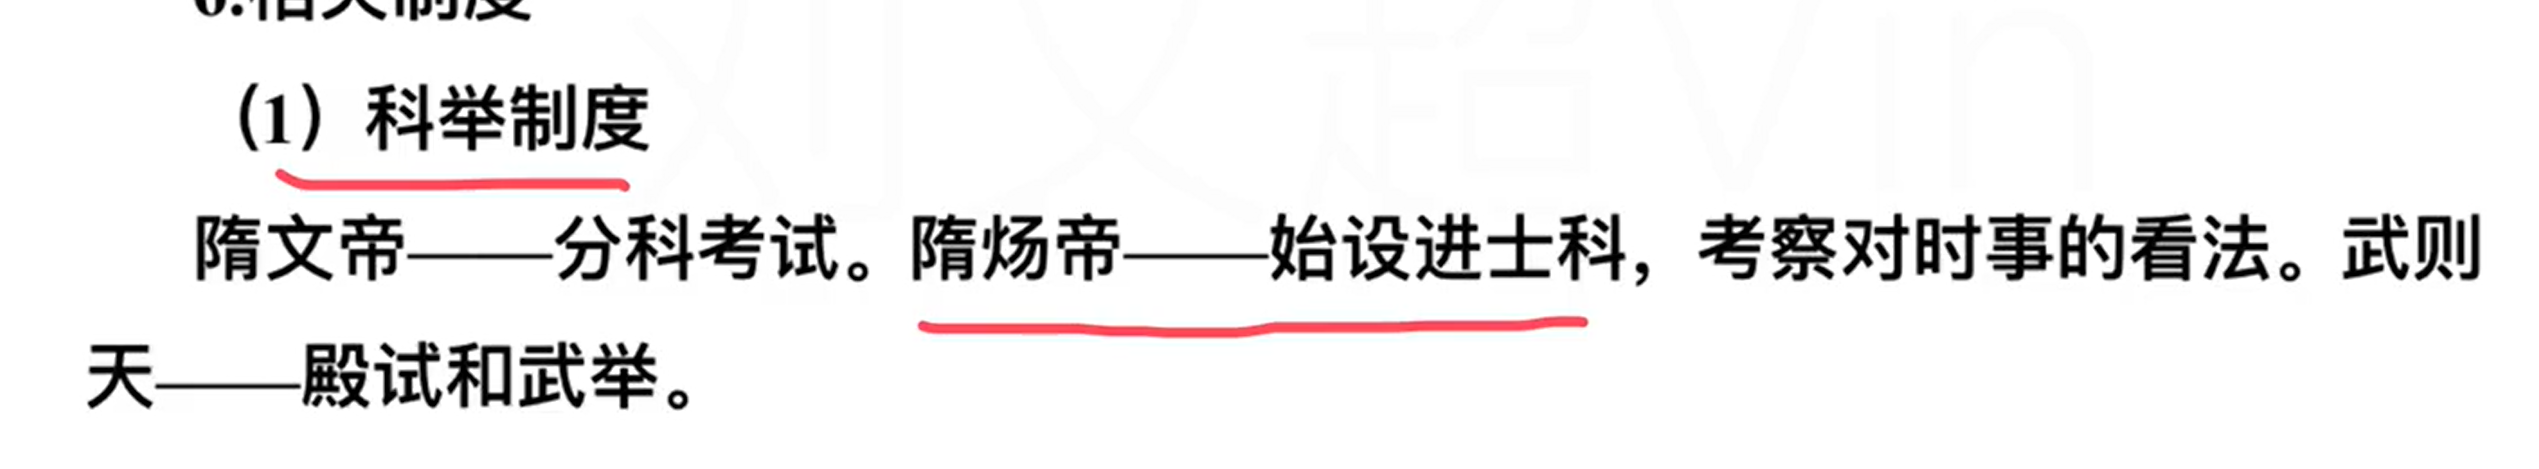 6.相关制度
（1）科举制度
隋文帝——分科考试。隋炀帝——始设进士科，考察对时事的看法。武则
天——殿试和武举。
刘文超Vin